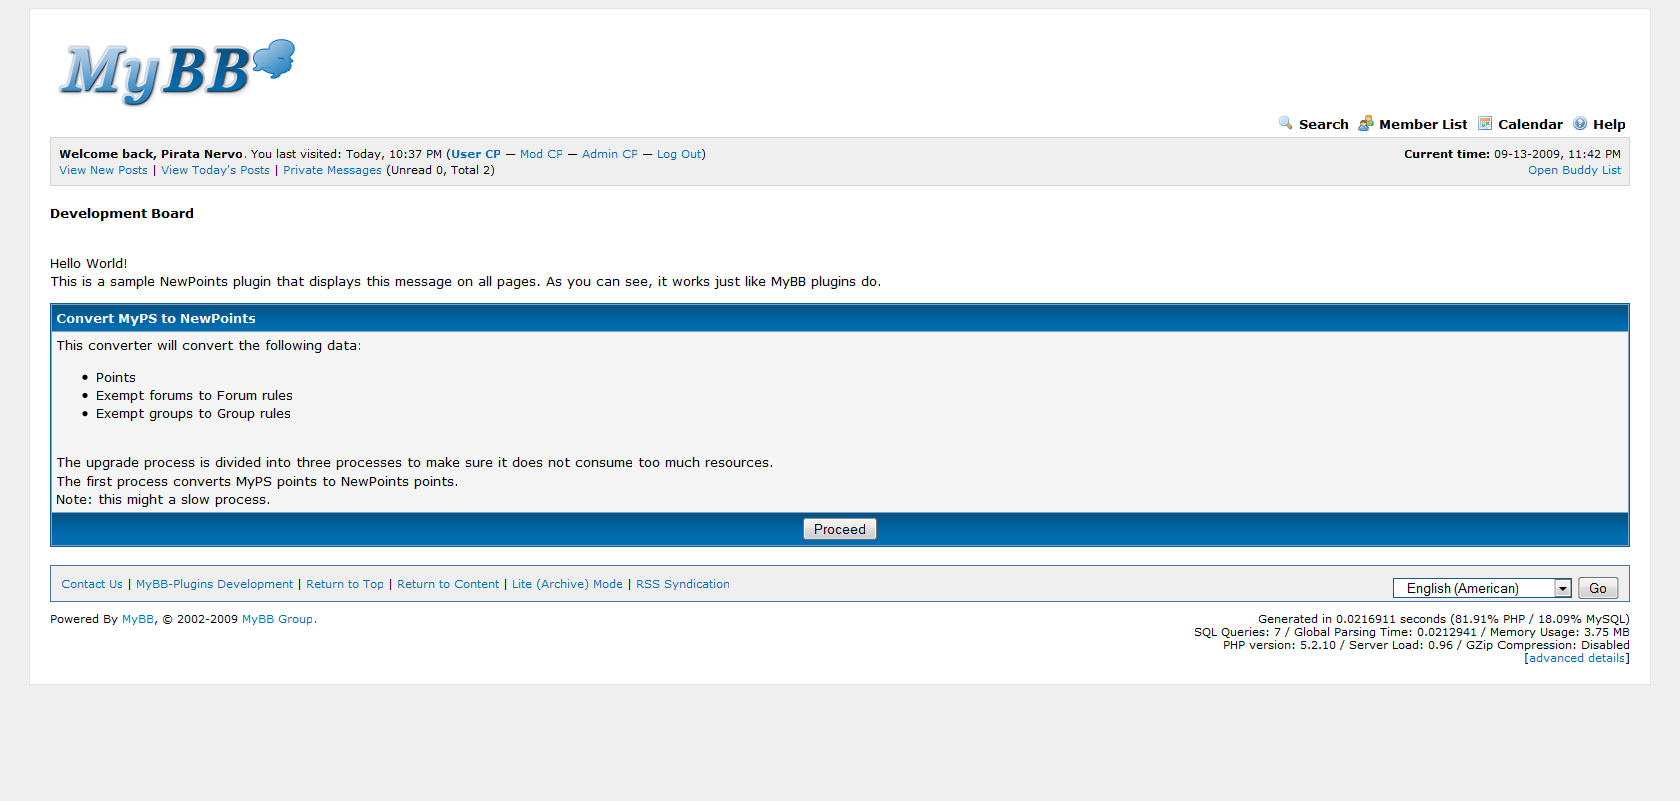 MyBB
Search Member List Calendar Help
Welcome back, Pirata Nervo. You last visited: Today, 10:37 PM (User CP — Mod CP — Admin CP — Log Out)
Current time: 09-13-2009, 11:42 PM
View New Posts | View Today's Posts | Private Messages (Unread 0, Total 2)
Open Buddy List
Development Board
Hello World!
This is a sample NewPoints plugin that displays this message on all pages. As you can see, it works just like MyBB plugins do.
Convert MyPS to NewPoints
This converter will convert the following data:
• Points
• Exempt forums to Forum rules
• Exempt groups to Group rules
The upgrade process is divided into three processes to make sure it does not consume too much resources.
The first process converts MyPS points to NewPoints points.
Note: this might a slow process.
Proceed
Contact Us | MyBB-Plugins Development | Return to Top | Return to Content | Lite (Archive) Mode | RSS Syndication
English (American) Go
Powered By MyBB, © 2002-2009 MyBB Group.
Generated in 0.0216911 seconds (81.91% PHP / 18.09% MySQL)
SQL Queries: 7 / Global Parsing Time: 0.0212941 / Memory Usage: 3.75 MB
PHP version: 5.2.10 / Server Load: 0.96 / GZip Compression: Disabled
[advanced details]